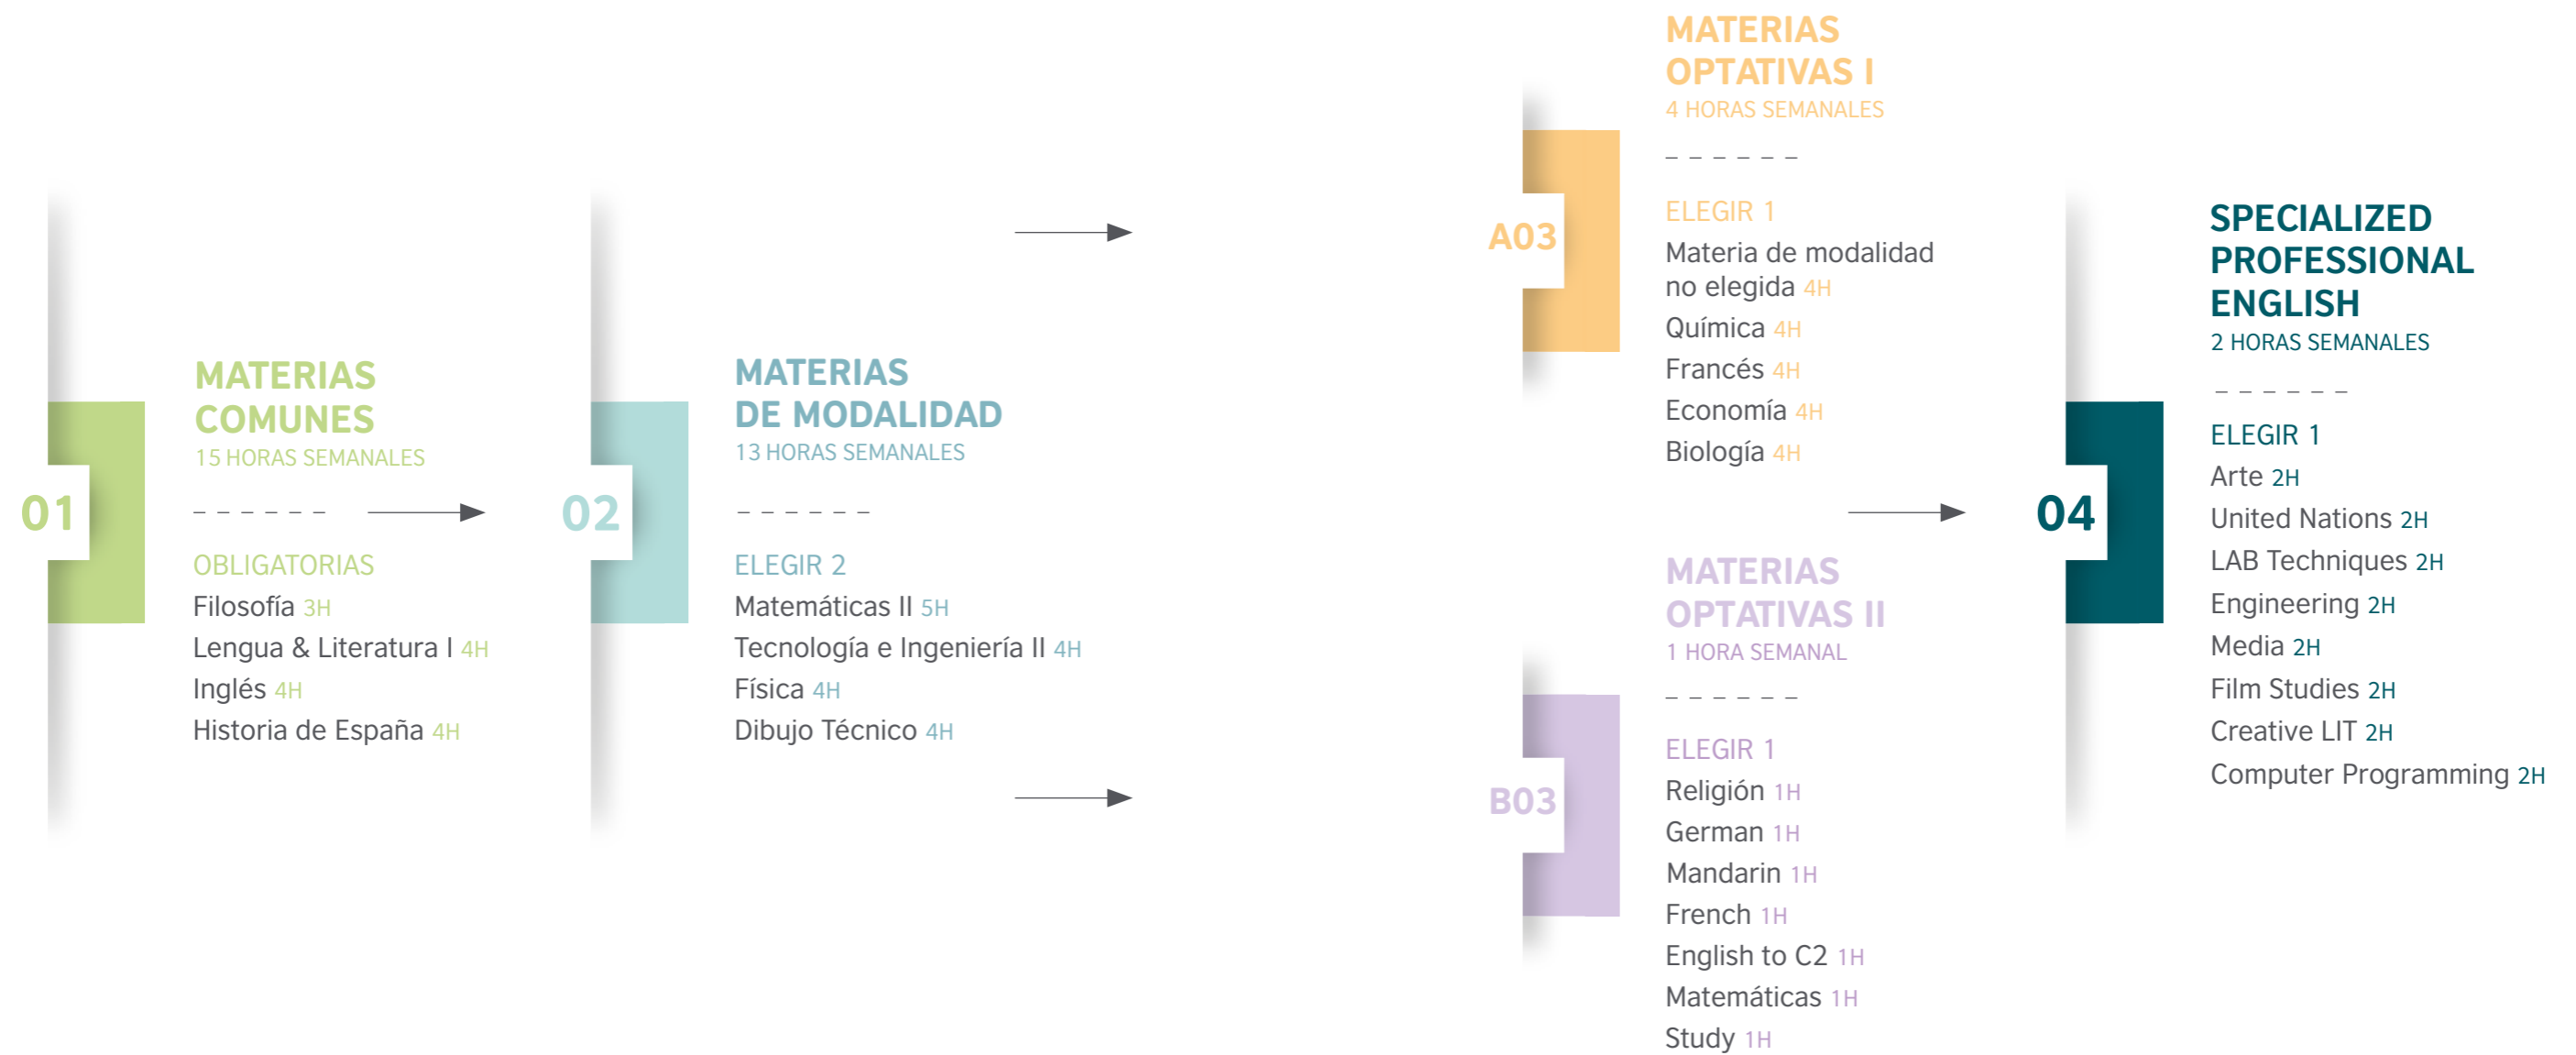 01
MATERIAS
COMUNES
15 HORAS SEMANALES
OBLIGATORIAS
Filosofía 3H
Lengua & Literatura I 4H
Inglés 4H
Historia de España 4H
02
MATERIAS
DE MODALIDAD
13 HORAS SEMANALES
ELEGIR 2
Matemáticas II 5H
Tecnología e Ingeniería II 4H
Física 4H
Dibujo Técnico 4H
A03
MATERIAS
OPTATIVAS I
4 HORAS SEMANALES
ELEGIR 1
Materia de modalidad
no elegida 4H
Química 4H
Francés 4H
Economía 4H
Biología 4H
B03
MATERIAS
OPTATIVAS II
1 HORA SEMANAL
ELEGIR 1
Religión 1H
German 1H
Mandarin 1H
French 1H
English to C2 1H
Matemáticas 1H
Study 1H
04
SPECIALIZED
PROFESSIONAL
ENGLISH
2 HORAS SEMANALES
ELEGIR 1
Arte 2H
United Nations 2H
LAB Techniques 2H
Engineering 2H
Media 2H
Film Studies 2H
Creative LIT 2H
Computer Programming 2H